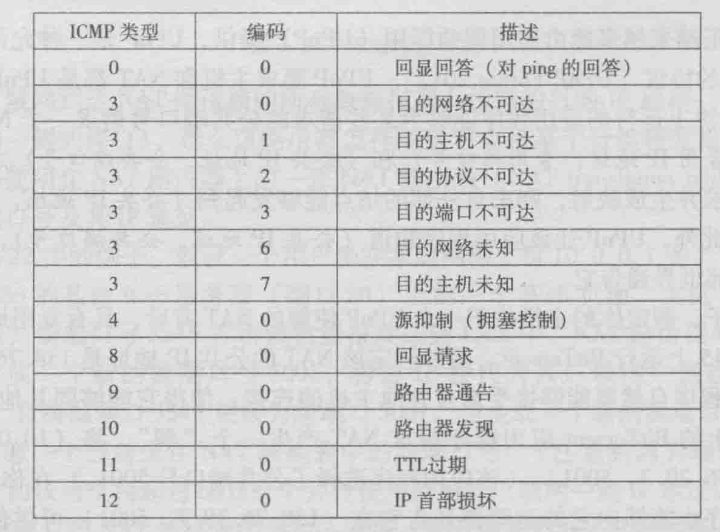 ICMP 类型 编码 描述
0 0 回显回答（对 ping 的回答）
3 0 目的网络不可达
3 1 目的主机不可达
3 2 目的协议不可达
3 3 目的端口不可达
3 6 目的网络未知
3 7 目的主机未知
4 0 源抑制（拥塞控制）
8 0 回显请求
9 0 路由器通告
10 0 路由器发现
11 0 TTL过期
12 0 IP 首部损坏